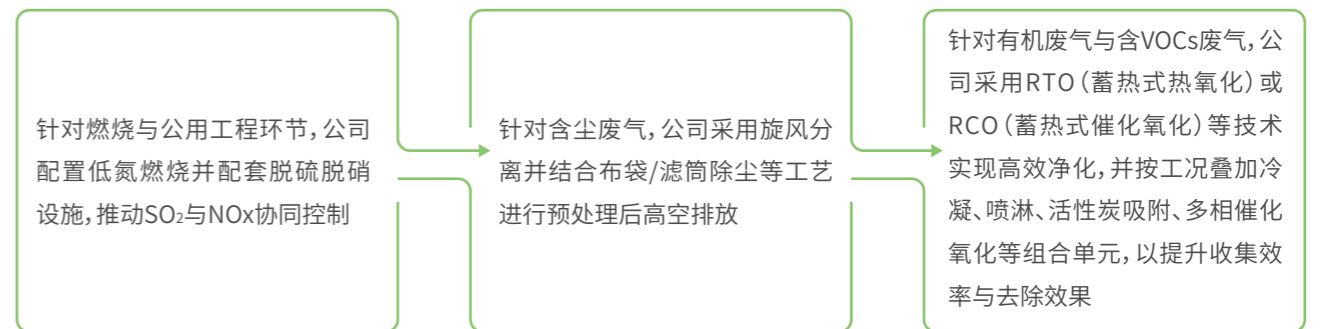 针对燃烧与公用工程环节，公司
配置低氮燃烧并配套脱硫脱硝
设施，推动SO₂与NOx协同控制
针对含尘废气，公司采用旋风分
离并结合布袋/滤筒除尘等工艺
进行预处理后高空排放
针对有机废气与含VOCs废气，公
司采用RTO（蓄热式热氧化）或
RCO（蓄热式催化氧化）等技术
实现高效净化，并按工况叠加冷
凝、喷淋、活性炭吸附、多相催化
氧化等组合单元，以提升收集效
率与去除效果